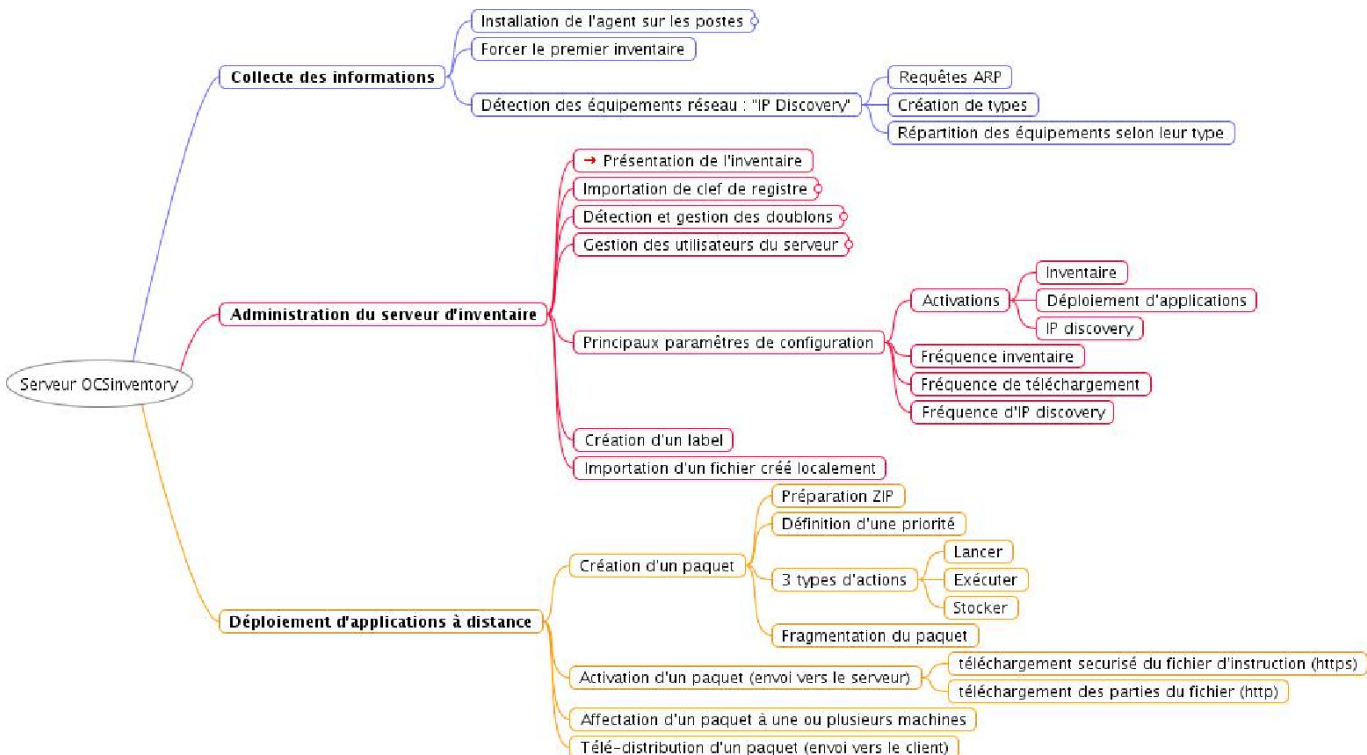 Installation de l'agent sur les postes
Forcer le premier inventaire
Collecte des informations
Requêtes ARP
Détection des équipements réseau : "IP Discovery"
Création de types
Répartition des équipements selon leur type
→ Présentation de l'inventaire
Importation de clef de registre
Détection et gestion des doublons
Gestion des utilisateurs du serveur
Inventaire
Activations
Déploiement d'applications
IP discovery
Administration du serveur d'inventaire
Principaux paramètres de configuration
Fréquence inventaire
Fréquence de téléchargement
Fréquence d'IP discovery
Serveur OCSinventory
Création d'un label
Importation d'un fichier créé localement
Préparation ZIP
Définition d'une priorité
Création d'un paquet
Lancer
3 types d'actions
Exécuter
Stocker
Déploiement d'applications à distance
Fragmentation du paquet
téléchargement securisé du fichier d'instruction (https)
Activation d'un paquet (envoi vers le serveur)
téléchargement des parties du fichier (http)
Affectation d'un paquet à une ou plusieurs machines
Télé-distribution d'un paquet (envoi vers le client)